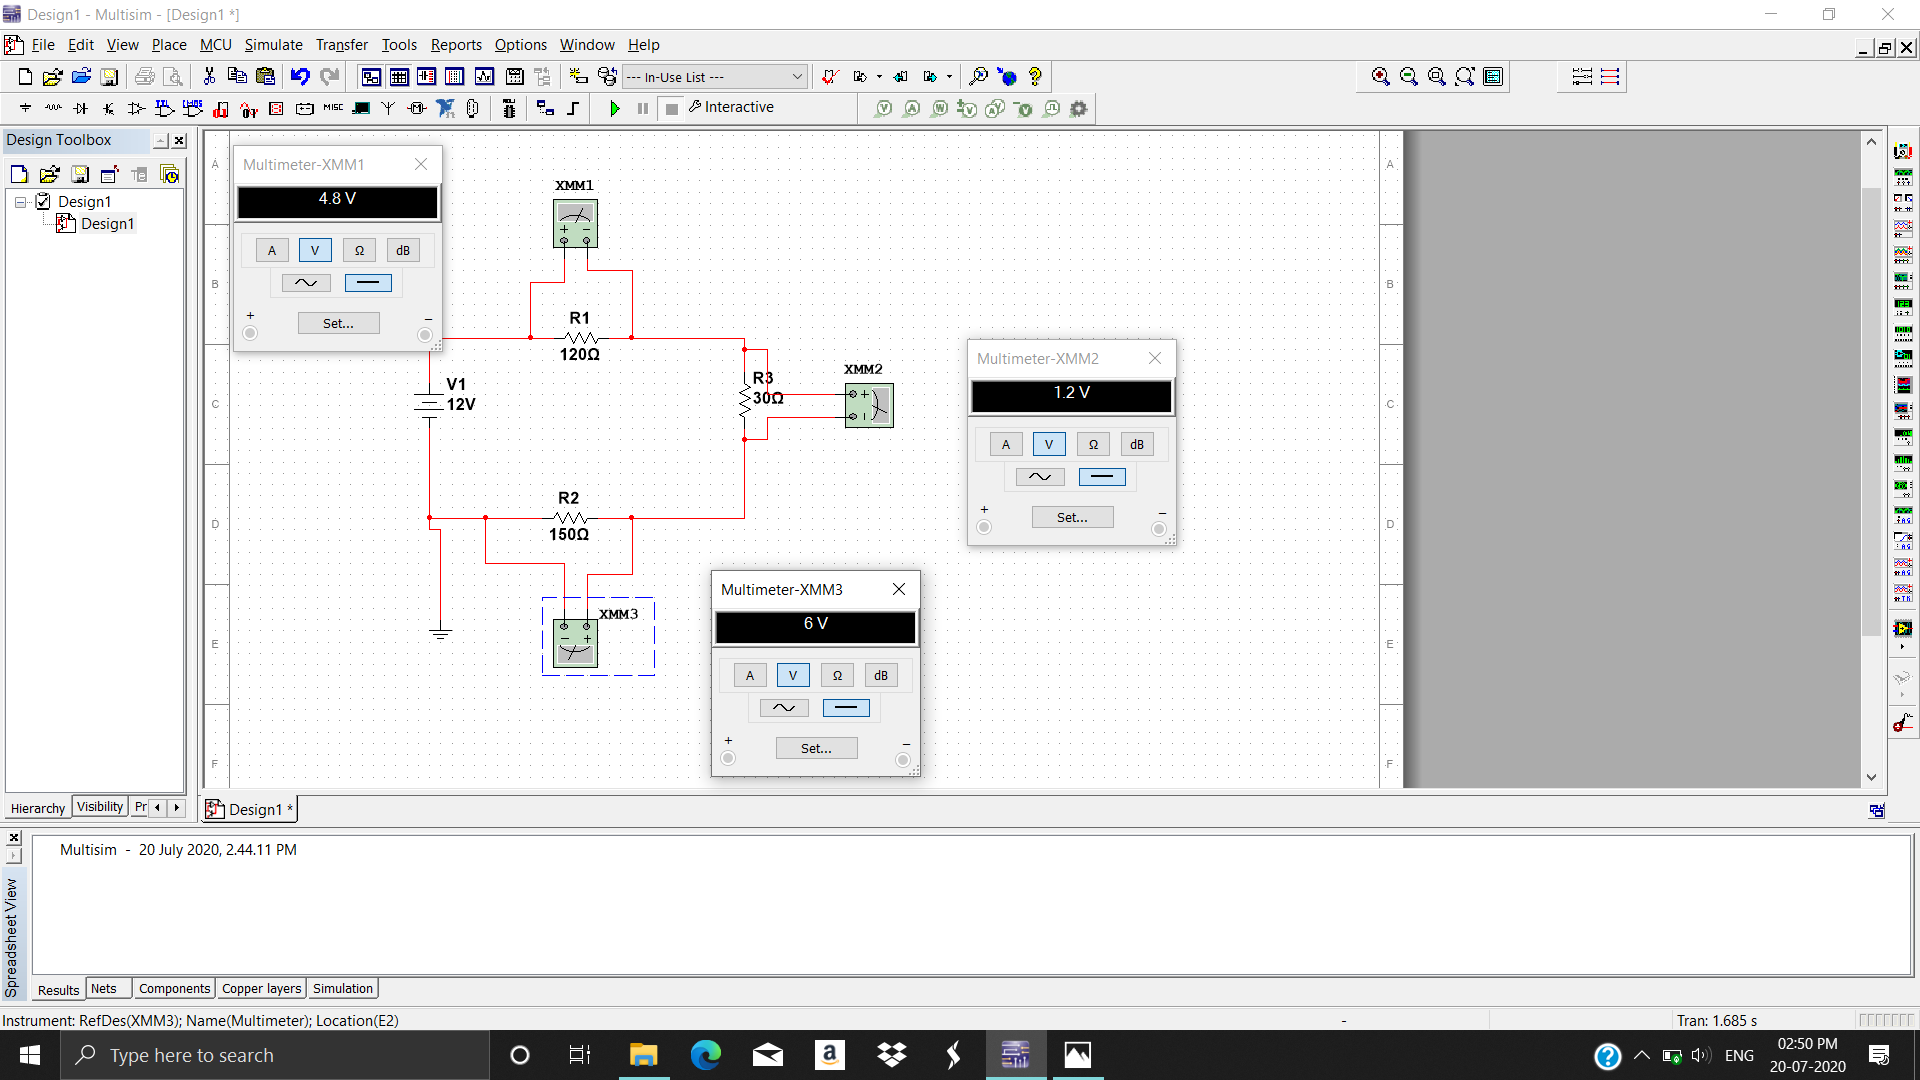 Design1 - Multisim - [Design1 *]
File Edit View Place MCU Simulate Transfer Tools Reports Options Window Help
--- In-Use List ---
MISC
Interactive
Design Toolbox
Design1
Design1
Hierarchy Visibility Pr
A
B
C
D
E
F
A
B
C
D
E
F
Multimeter-XMM1
4.8 V
A V Ω dB
+ −
Set...
XMM1
+ −
R1
120Ω
V1
12V
R3
30Ω
XMM2
+
R2
150Ω
XMM3
− +
Multimeter-XMM2
1.2 V
A V Ω dB
+ −
Set...
Multimeter-XMM3
6 V
A V Ω dB
+ −
Set...
Design1 *
Multisim - 20 July 2020, 2.44.11 PM
Spreadsheet View
Results Nets Components Copper layers Simulation
Instrument: RefDes(XMM3); Name(Multimeter); Location(E2)
-
Tran: 1.685 s
Type here to search
ENG
02:50 PM
20-07-2020